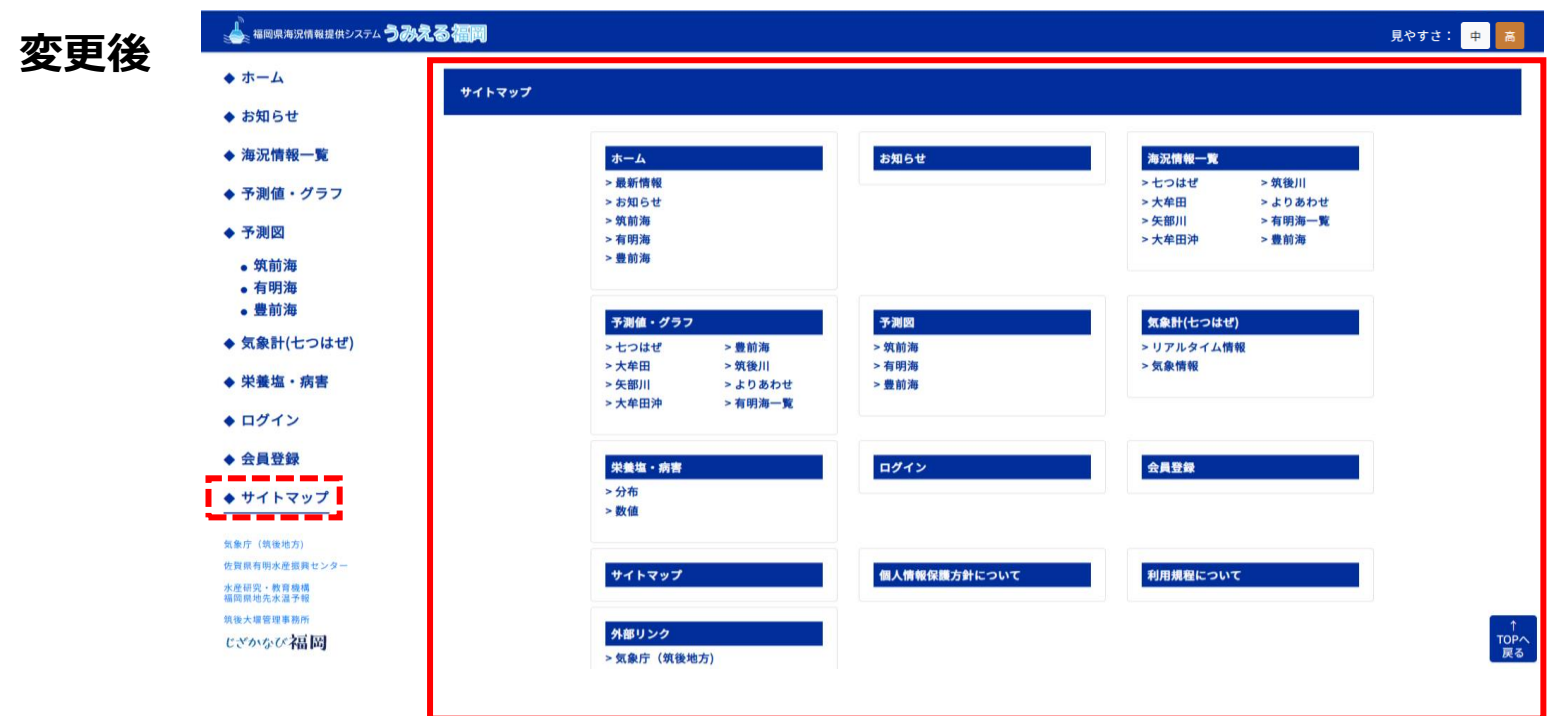 変更後
福岡県海況情報提供システム うみえる福岡
見やすさ： 中 高
◆ ホーム
◆ お知らせ
◆ 海況情報一覧
◆ 予測値・グラフ
◆ 予測図
● 筑前海
● 有明海
● 豊前海
◆ 気象計(七つはぜ)
◆ 栄養塩・病害
◆ ログイン
◆ 会員登録
◆ サイトマップ
気象庁（筑後地方）
佐賀県有明水産振興センター
水産研究・教育機構
福岡県地先水温予報
筑後大堰管理事務所
じざかなび福岡
サイトマップ
ホーム
> 最新情報
> お知らせ
> 筑前海
> 有明海
> 豊前海
お知らせ
海況情報一覧
> 七つはぜ > 筑後川
> 大牟田 > よりあわせ
> 矢部川 > 有明海一覧
> 大牟田沖 > 豊前海
予測値・グラフ
> 七つはぜ > 豊前海
> 大牟田 > 筑後川
> 矢部川 > よりあわせ
> 大牟田沖 > 有明海一覧
予測図
> 筑前海
> 有明海
> 豊前海
気象計(七つはぜ)
> リアルタイム情報
> 気象情報
栄養塩・病害
> 分布
> 数値
ログイン
会員登録
サイトマップ
個人情報保護方針について
利用規程について
外部リンク
> 気象庁（筑後地方）
↑
TOPへ
戻る